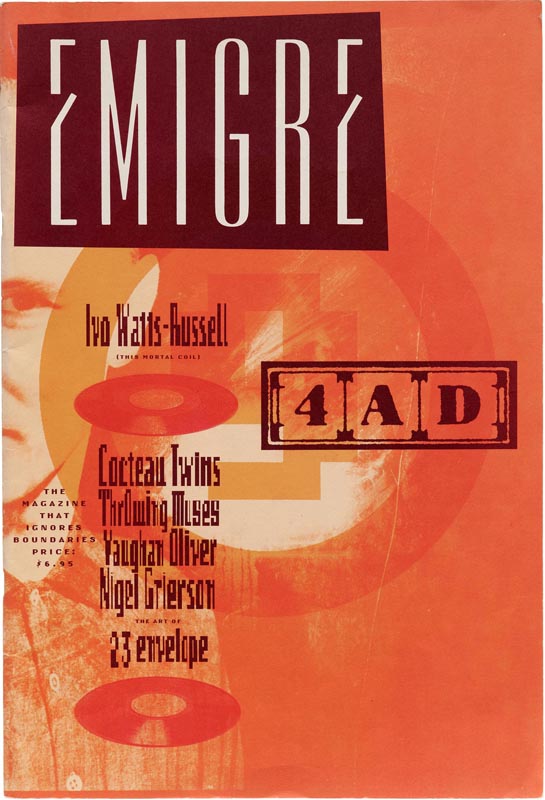 EMIGRE
Ivo Watts-Russell
(THIS MORTAL COIL)
4AD
Cocteau Twins
Throwing Muses
Vaughan Oliver
Nigel Grierson
THE ART OF
23 envelope
THE
MAGAZINE
THAT
IGNORES
BOUNDARIES
PRICE:
$6.95